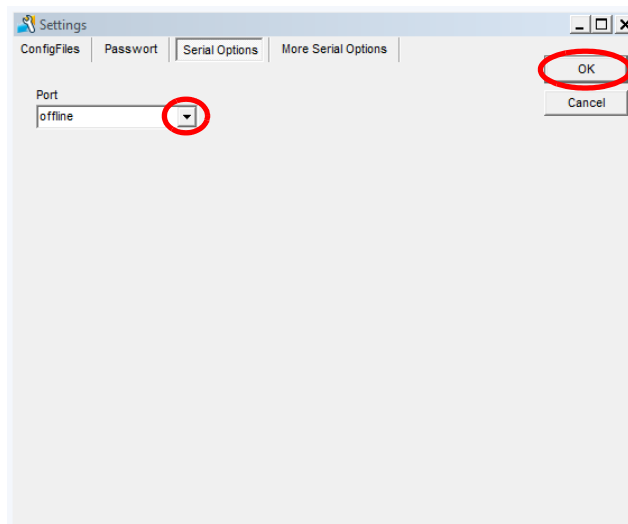 Settings
ConfigFiles Passwort Serial Options More Serial Options
OK
Port
Cancel
offline